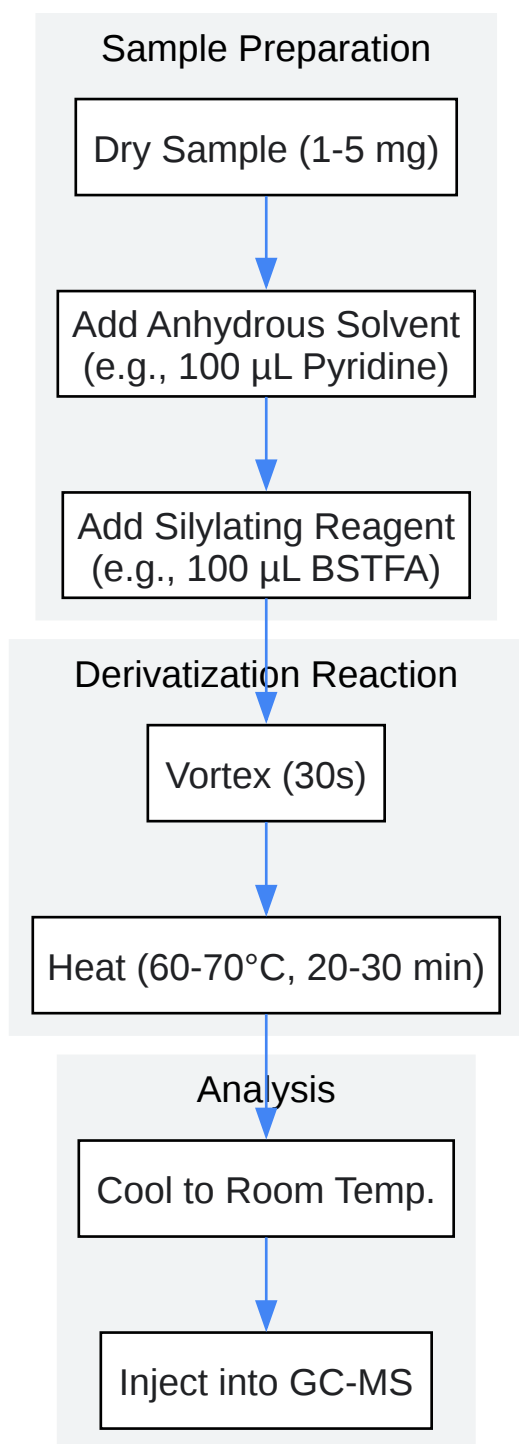 Sample Preparation
Dry Sample (1-5 mg)
Add Anhydrous Solvent
(e.g., 100 µL Pyridine)
Add Silylating Reagent
(e.g., 100 µL BSTFA)
Derivatization Reaction
Vortex (30s)
Heat (60-70°C, 20-30 min)
Analysis
Cool to Room Temp.
Inject into GC-MS